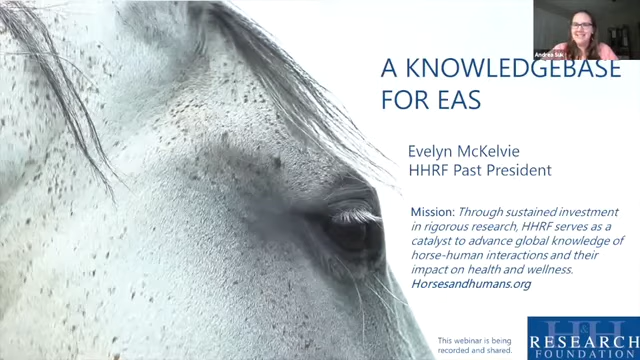 Andrea Suk
A KNOWLEDGEBASE
FOR EAS
Evelyn McKelvie
HHRF Past President
Mission: Through sustained investment
in rigorous research, HHRF serves as a
catalyst to advance global knowledge of
horse-human interactions and their
impact on health and wellness.
Horsesandhumans.org
This webinar is being
recorded and shared.
H&H
RESEARCH
FOUNDATION